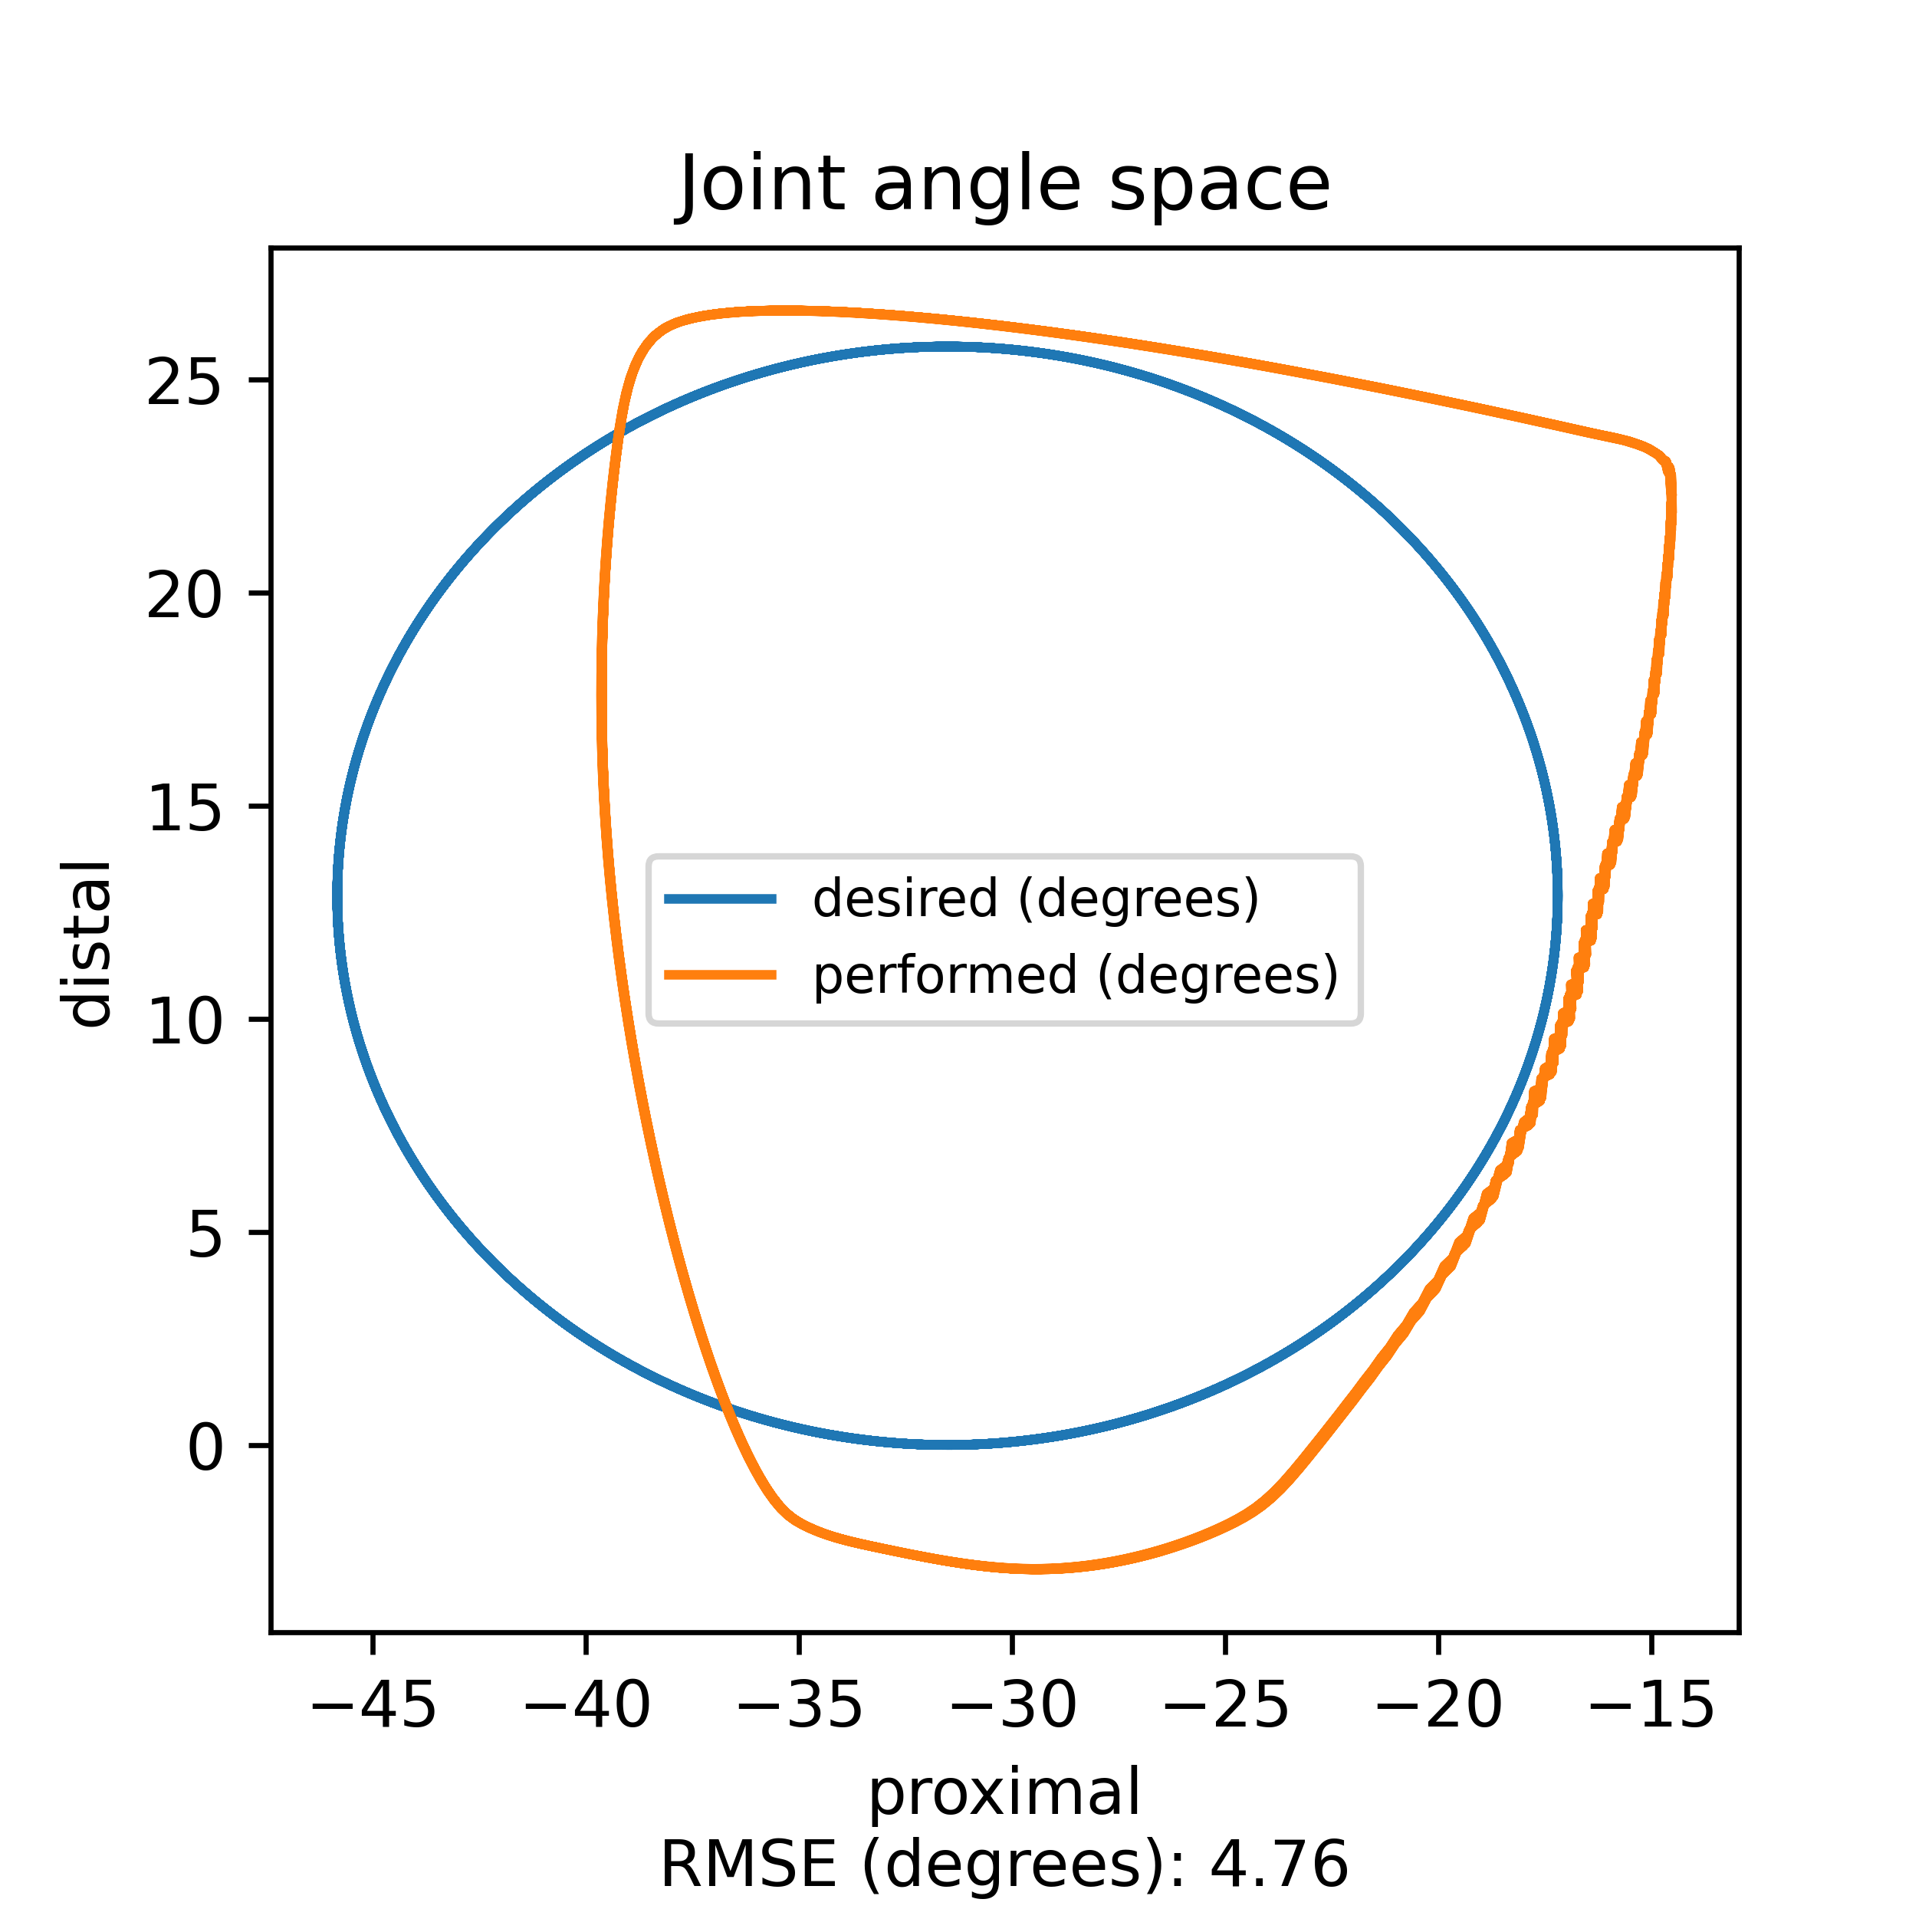 Joint angle space
25
20
15
10
5
0
distal
desired (degrees)
performed (degrees)
−45 −40 −35 −30 −25 −20 −15
proximal
RMSE (degrees): 4.76